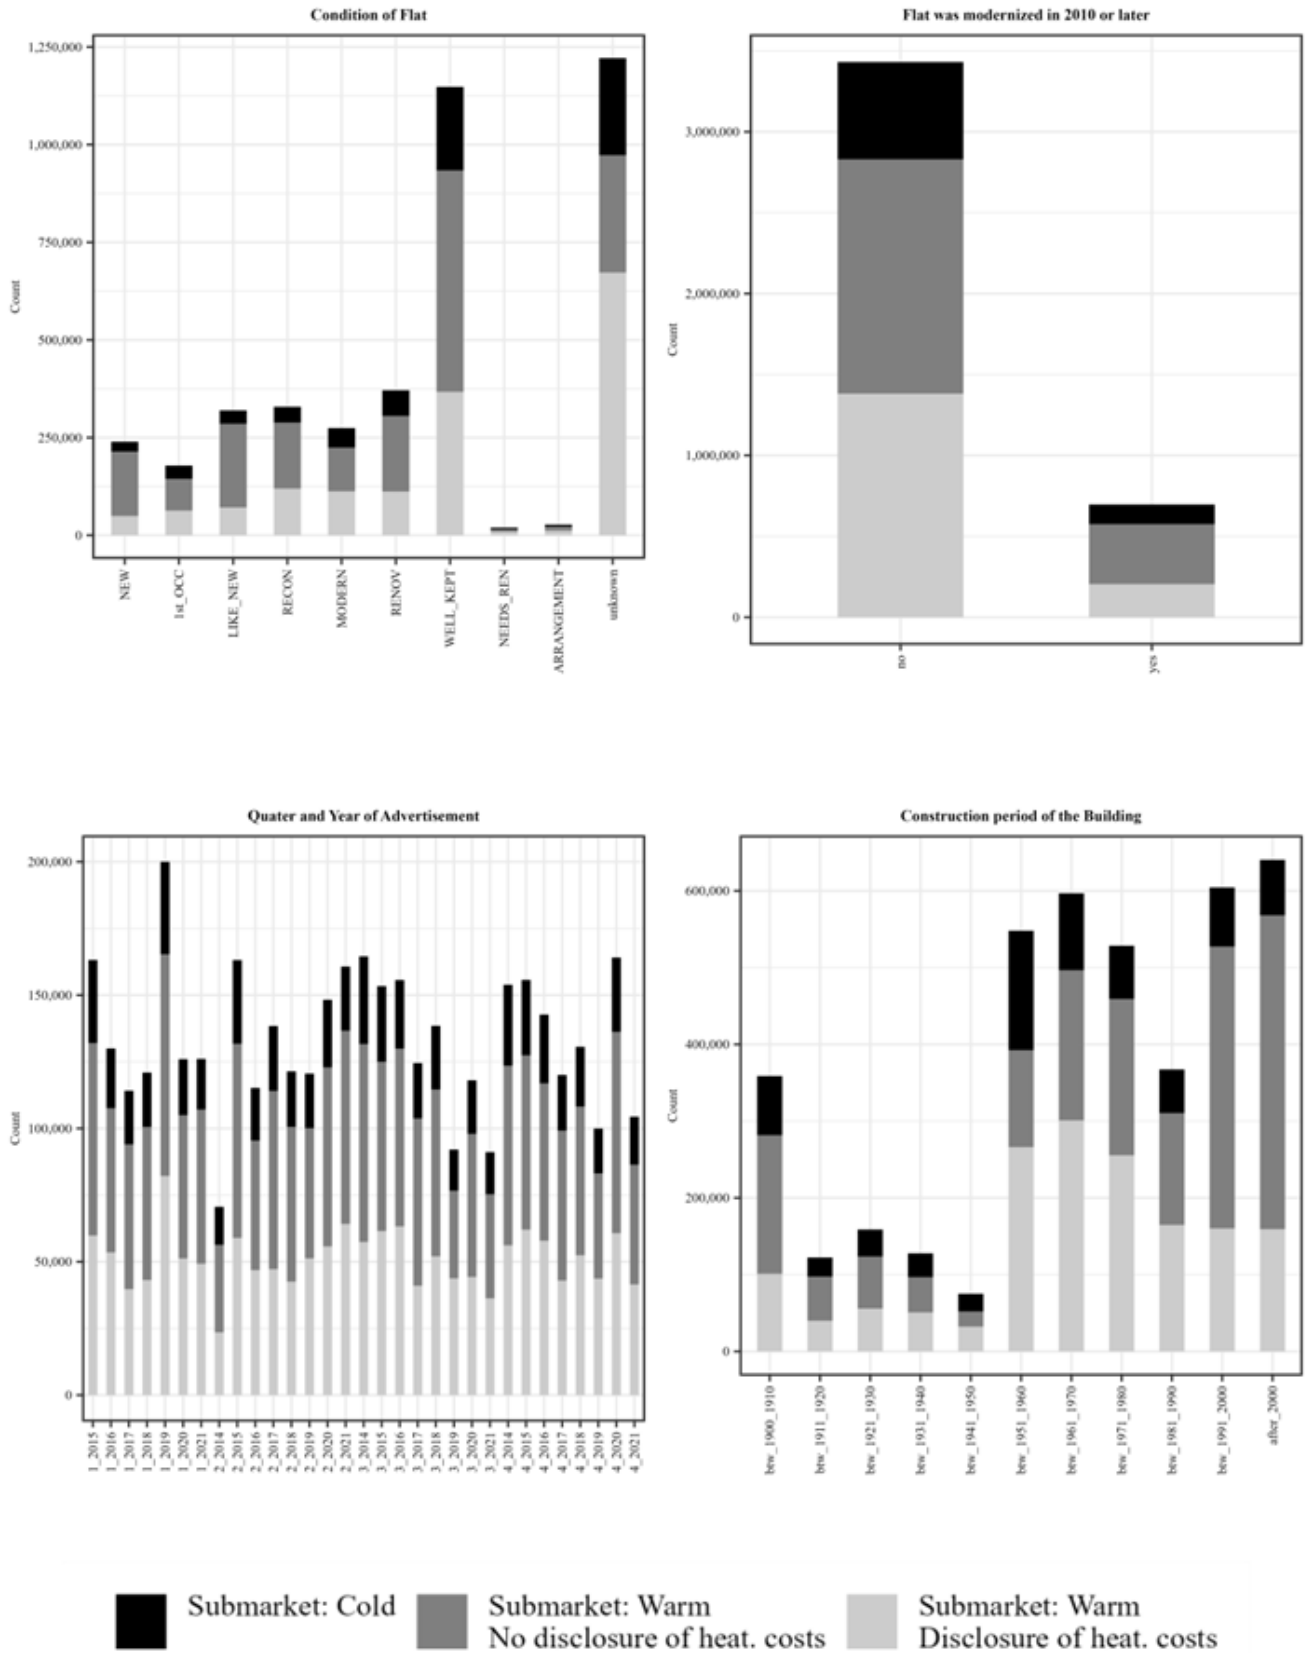 Condition of Flat
1,250,000
1,000,000
750,000
500,000
250,000
0
Count
NEW
1st_OCC
LIKE_NEW
RECON
MODERN
RENOV
WELL_KEPT
NEEDS_REN
ARRANGEMENT
unknown
Flat was modernized in 2010 or later
3,000,000
2,000,000
1,000,000
0
Count
no
yes
Quater and Year of Advertisement
200,000
150,000
100,000
50,000
0
Count
1_2015
1_2016
1_2017
1_2018
1_2019
1_2020
1_2021
2_2014
2_2015
2_2016
2_2017
2_2018
2_2019
2_2020
2_2021
3_2014
3_2015
3_2016
3_2017
3_2018
3_2019
3_2020
3_2021
4_2014
4_2015
4_2016
4_2017
4_2018
4_2019
4_2020
4_2021
Construction period of the Building
600,000
400,000
200,000
0
Count
btw_1900_1910
btw_1911_1920
btw_1921_1930
btw_1931_1940
btw_1941_1950
btw_1951_1960
btw_1961_1970
btw_1971_1980
btw_1981_1990
btw_1991_2000
after_2000
Submarket: Cold
Submarket: Warm
No disclosure of heat. costs
Submarket: Warm
Disclosure of heat. costs